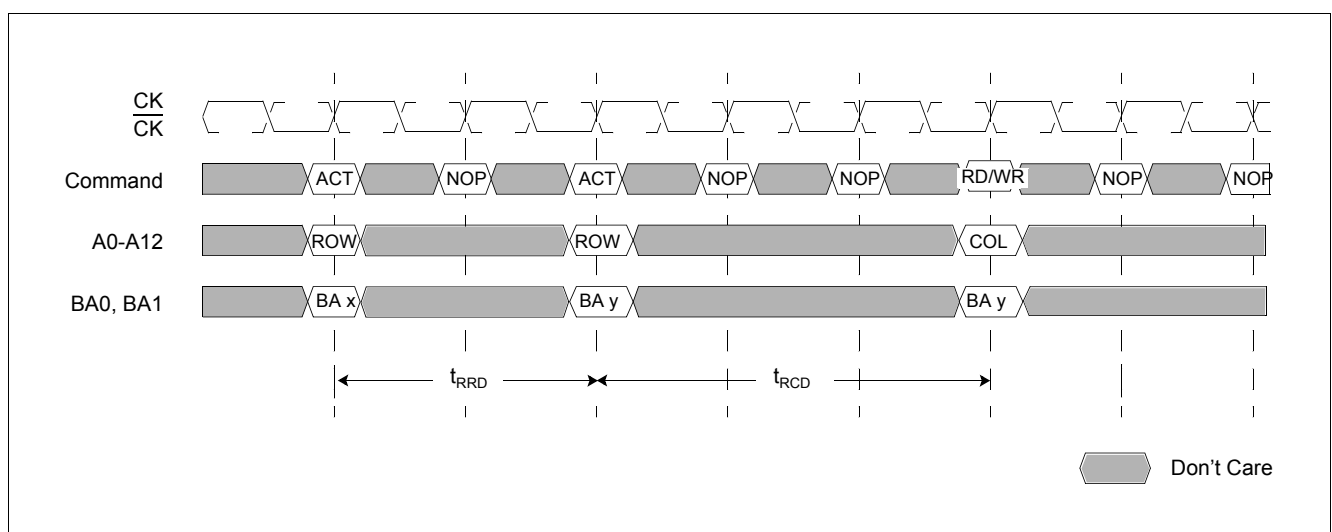 CK
CK
Command ACT NOP ACT NOP NOP RD/WR NOP NOP
A0-A12 ROW ROW COL
BA0, BA1 BA x BA y BA y
tRRD tRCD
Don't Care